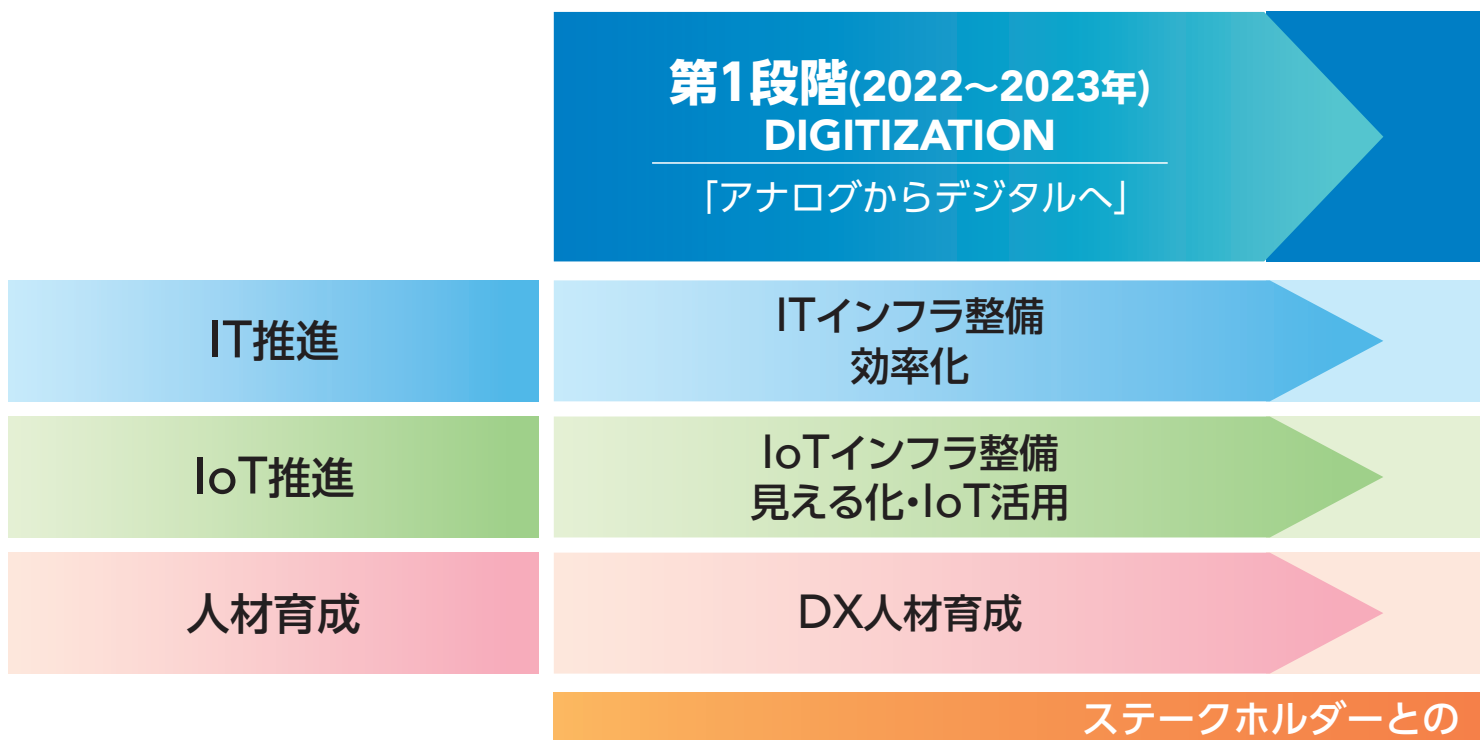 第1段階(2022～2023年)
DIGITIZATION
「アナログからデジタルへ」
IT推進
ITインフラ整備
効率化
IoT推進
IoTインフラ整備
見える化・IoT活用
人材育成
DX人材育成
ステークホルダーとの